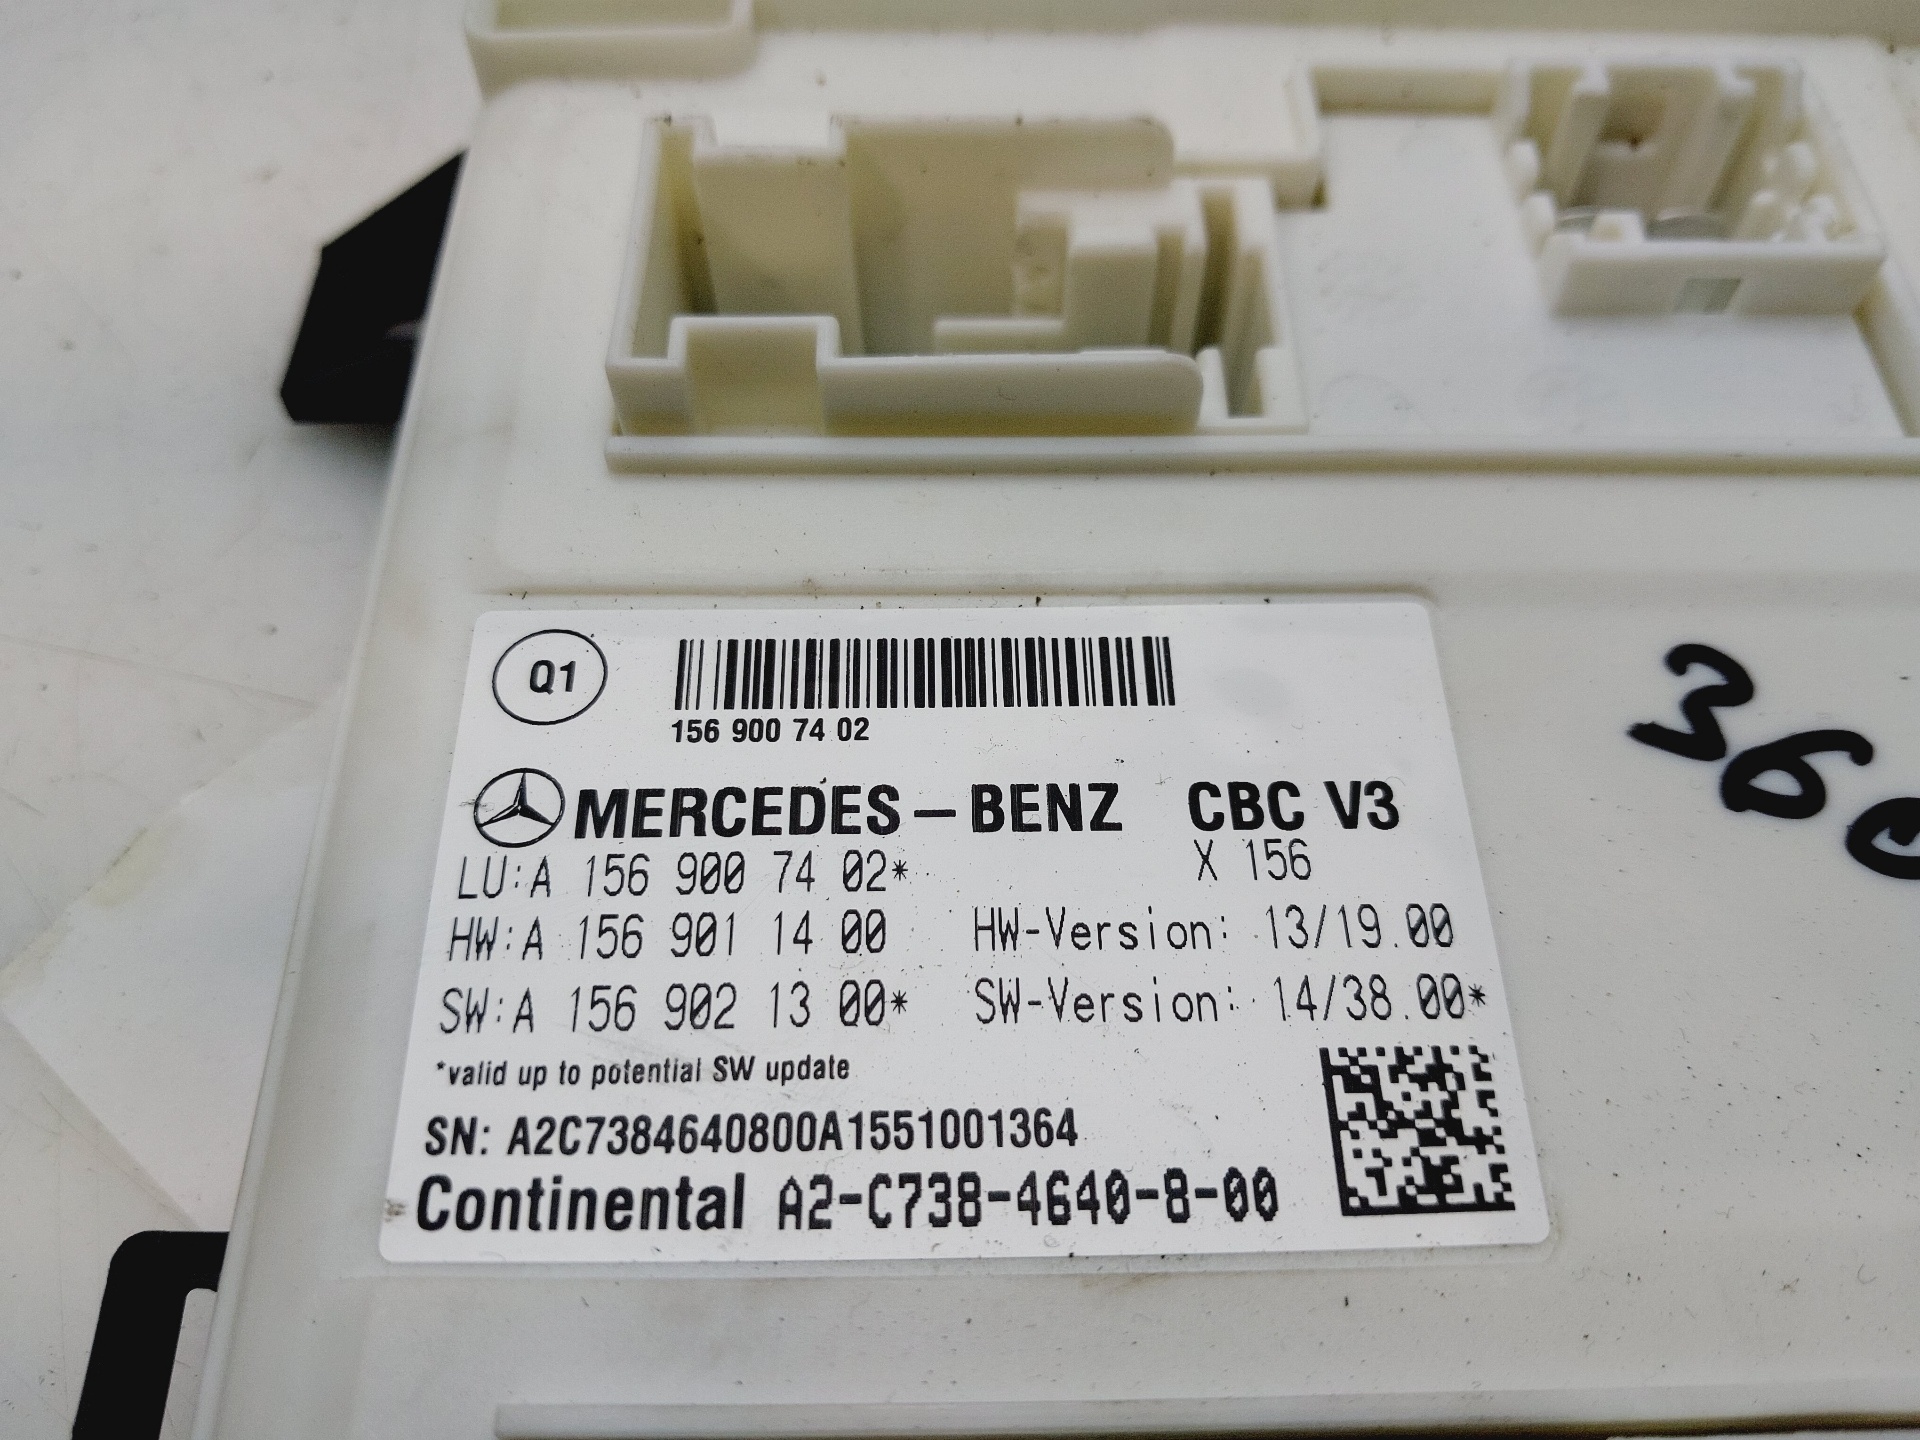 Q1
156 900 74 02
MERCEDES-BENZ CBC V3
LU:A 156 900 74 02* X 156
HW:A 156 901 14 00 HW-Version: 13/19.00
SW:A 156 902 13 00* SW-Version: 14/38.00*
*valid up to potential SW update
SN: A2C7384640800A1551001364
Continental A2-C738-4640-8-00
360